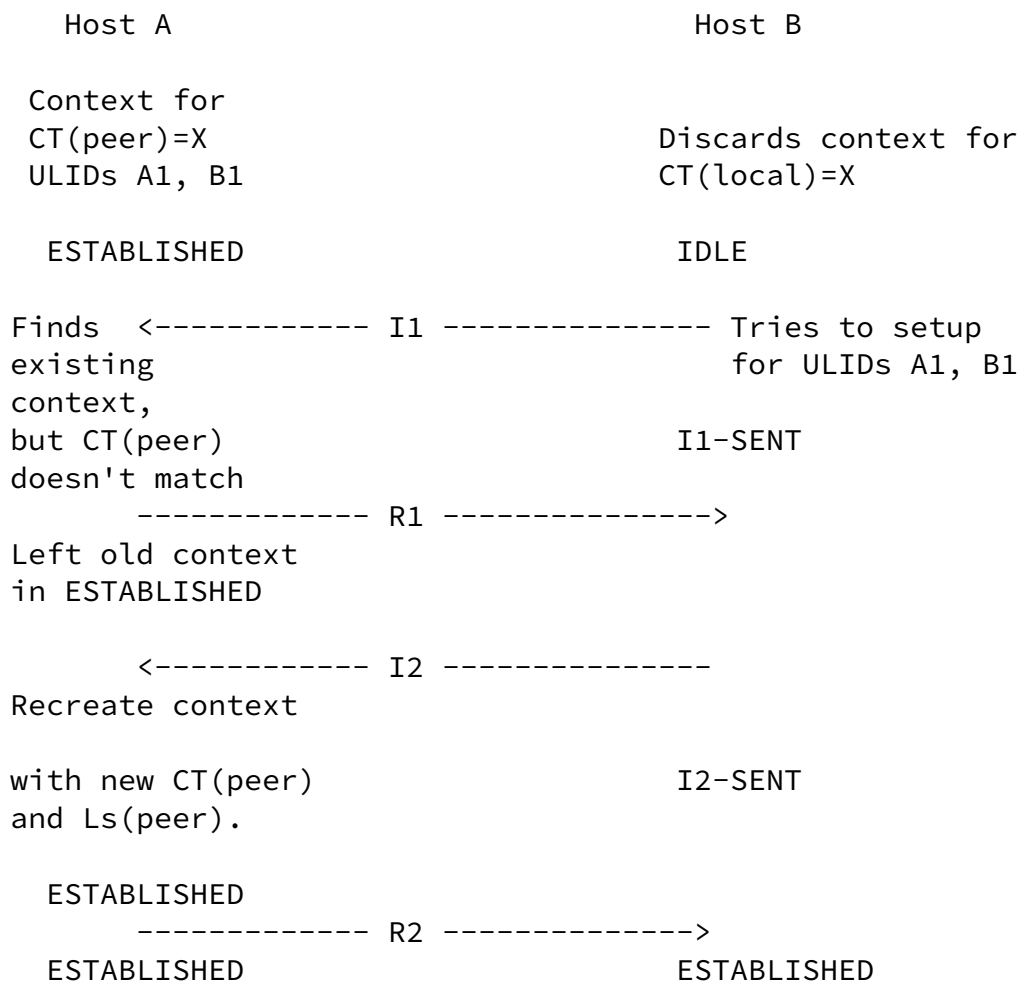 Host A                             Host B

 Context for
 CT(peer)=X                         Discards context for
 ULIDs A1, B1                       CT(local)=X

  ESTABLISHED                        IDLE

Finds  <------------ I1 --------------- Tries to setup
existing                                for ULIDs A1, B1
context,
but CT(peer)                         I1-SENT
doesn't match
       ------------- R1 --------------->
Left old context
in ESTABLISHED

       <------------ I2 ---------------
Recreate context

with new CT(peer)                    I2-SENT
and Ls(peer).

  ESTABLISHED
       ------------- R2 -------------->
  ESTABLISHED                        ESTABLISHED